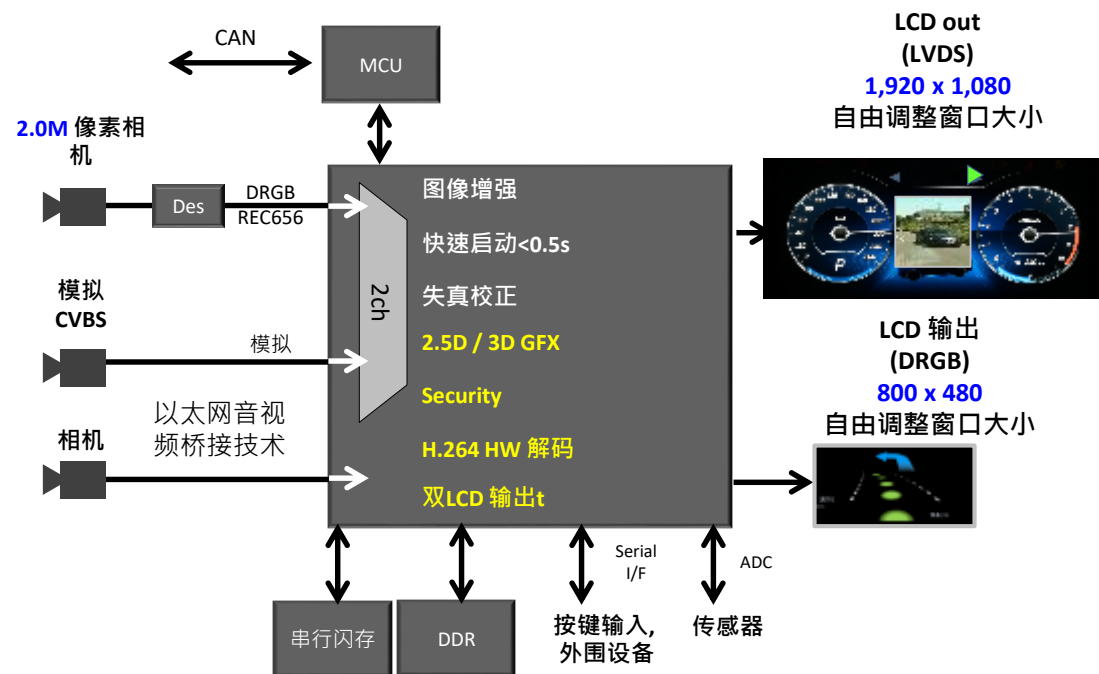 CAN
MCU
LCD out
(LVDS)
1,920 x 1,080
自由调整窗口大小
2.0M 像素相
机
Des
DRGB
REC656
模拟
CVBS
模拟
相机
以太网音视
频桥接技术
2ch
图像增强
快速启动<0.5s
失真校正
2.5D / 3D GFX
Security
H.264 HW 解码
双LCD 输出t
P
LCD 输出
(DRGB)
800 x 480
自由调整窗口大小
串行闪存
DDR
Serial
I/F
按键输入,
外围设备
ADC
传感器